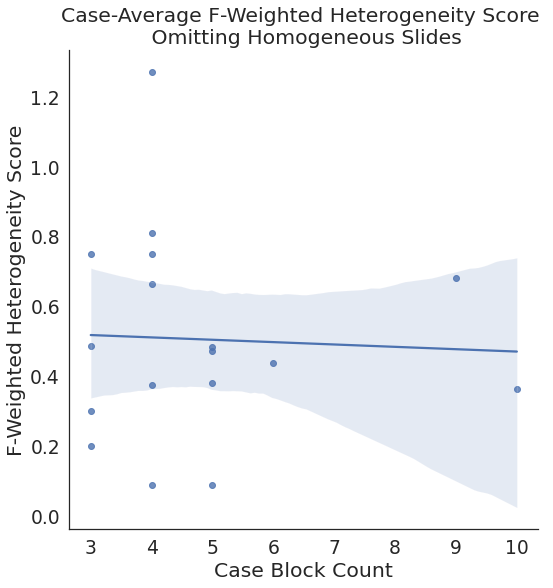 Case-Average F-Weighted Heterogeneity Score
Omitting Homogeneous Slides
F-Weighted Heterogeneity Score
1.2
1.0
0.8
0.6
0.4
0.2
0.0
3 4 5 6 7 8 9 10
Case Block Count